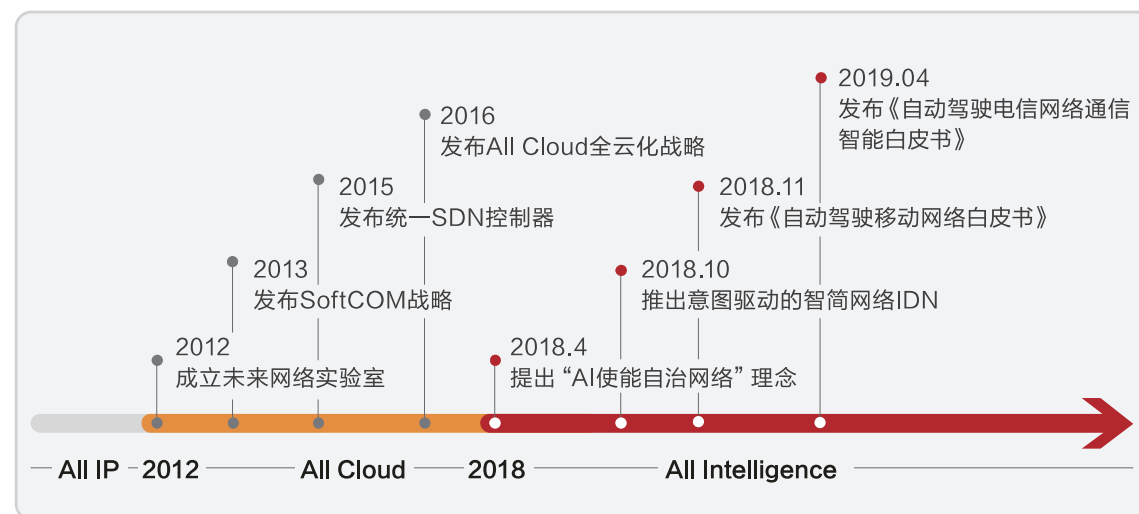 2012
成立未来网络实验室
2013
发布SoftCOM战略
2015
发布统一SDN控制器
2016
发布All Cloud全云化战略
2018.4
提出“AI使能自治网络”理念
2018.10
推出意图驱动的智简网络IDN
2018.11
发布《自动驾驶移动网络白皮书》
2019.04
发布《自动驾驶电信网络通信
智能白皮书》
All IP
2012
All Cloud
2018
All Intelligence